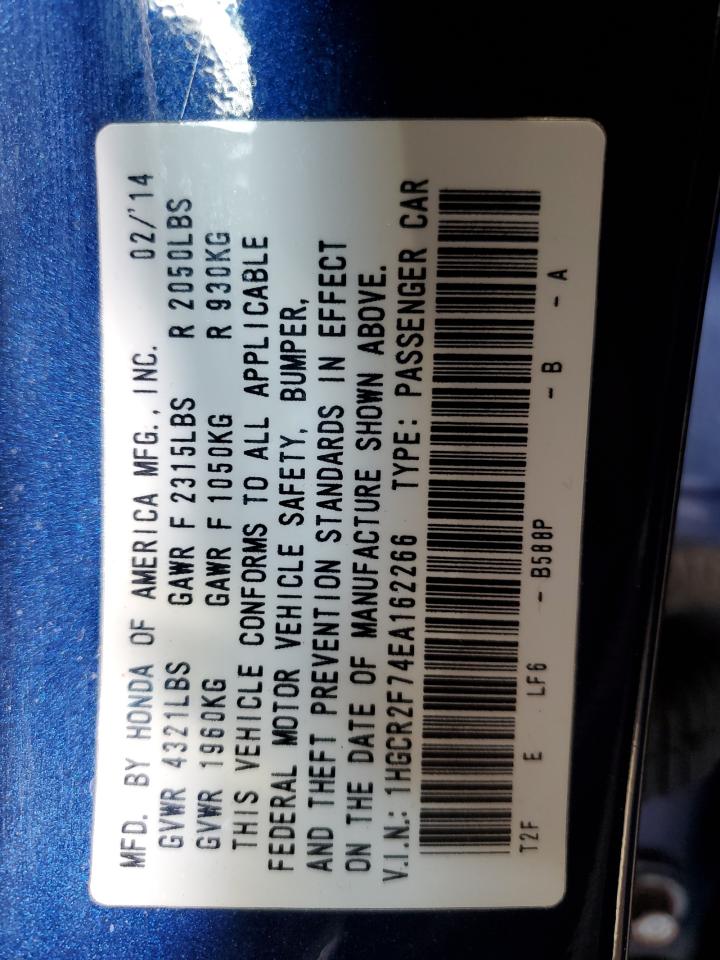 MFD. BY HONDA OF AMERICA MFG., INC. 02/'14
GVWR 4321LBS GAWR F 2315LBS R 2050LBS
GVWR 1960KG GAWR F 1050KG R 930KG
THIS VEHICLE CONFORMS TO ALL APPLICABLE
FEDERAL MOTOR VEHICLE SAFETY, BUMPER,
AND THEFT PREVENTION STANDARDS IN EFFECT
ON THE DATE OF MANUFACTURE SHOWN ABOVE.
V.I.N.: 1HGCR2F74EA162266 TYPE: PASSENGER CAR
T2F E LF6 - B588P - B - A